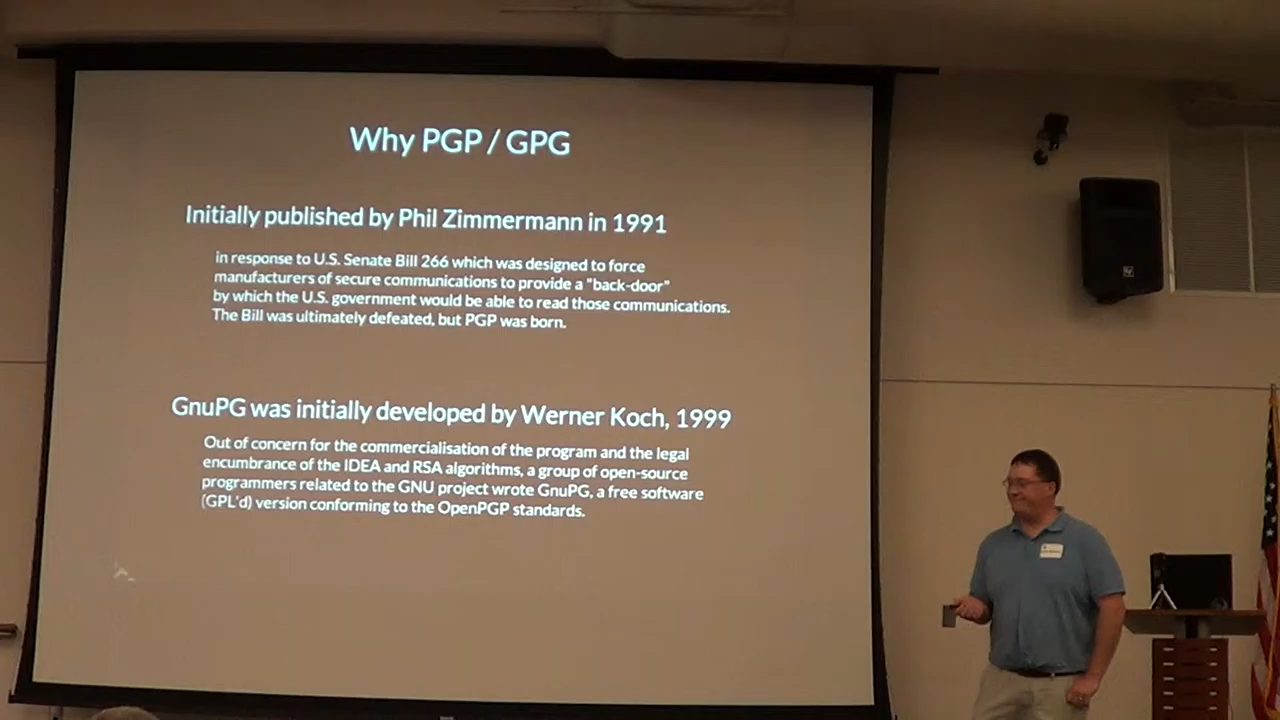 Why PGP / GPG
Initially published by Phil Zimmermann in 1991
in response to U.S. Senate Bill 266 which was designed to force
manufacturers of secure communications to provide a "back-door"
by which the U.S. government would be able to read those communications.
The Bill was ultimately defeated, but PGP was born.
GnuPG was initially developed by Werner Koch, 1999
Out of concern for the commercialisation of the program and the legal
encumbrance of the IDEA and RSA algorithms, a group of open-source
programmers related to the GNU project wrote GnuPG, a free software
(GPL'd) version conforming to the OpenPGP standards.